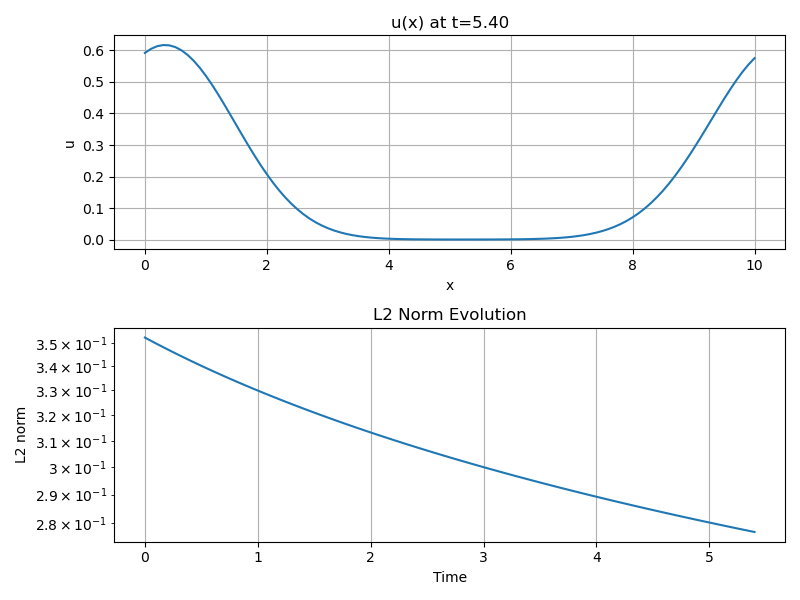 u(x) at t=5.40
0.6
0.5
0.4
0.3
0.2
0.1
0.0
u
0 2 4 6 8 10
x
L2 Norm Evolution
3.5 × 10⁻¹
3.4 × 10⁻¹
3.3 × 10⁻¹
3.2 × 10⁻¹
3.1 × 10⁻¹
3 × 10⁻¹
2.9 × 10⁻¹
2.8 × 10⁻¹
L2 norm
0 1 2 3 4 5
Time